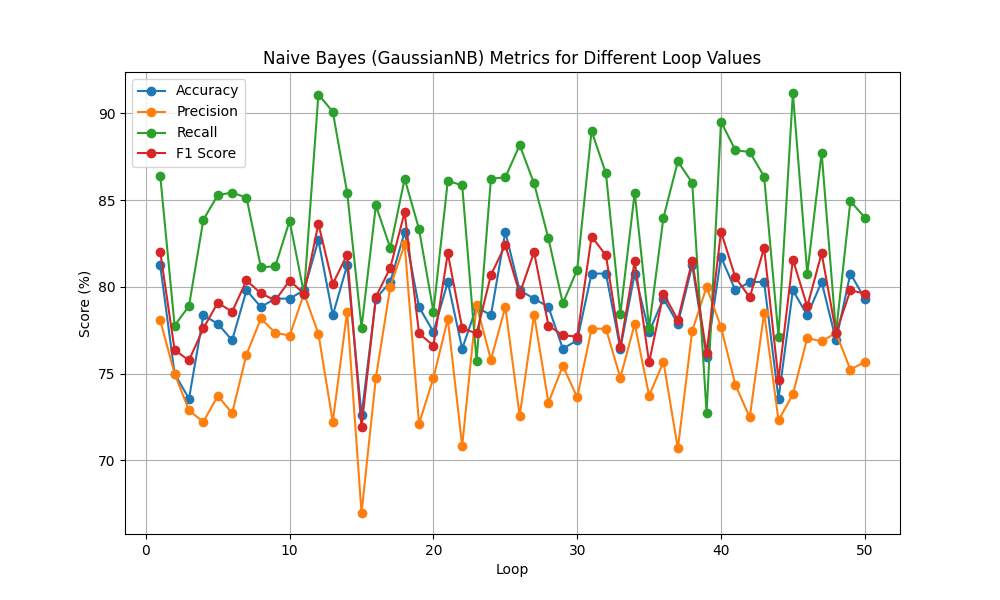 Naive Bayes (GaussianNB) Metrics for Different Loop Values
Accuracy
Precision
Recall
F1 Score
Score (%)
90
85
80
75
70
0
10
20
30
40
50
Loop